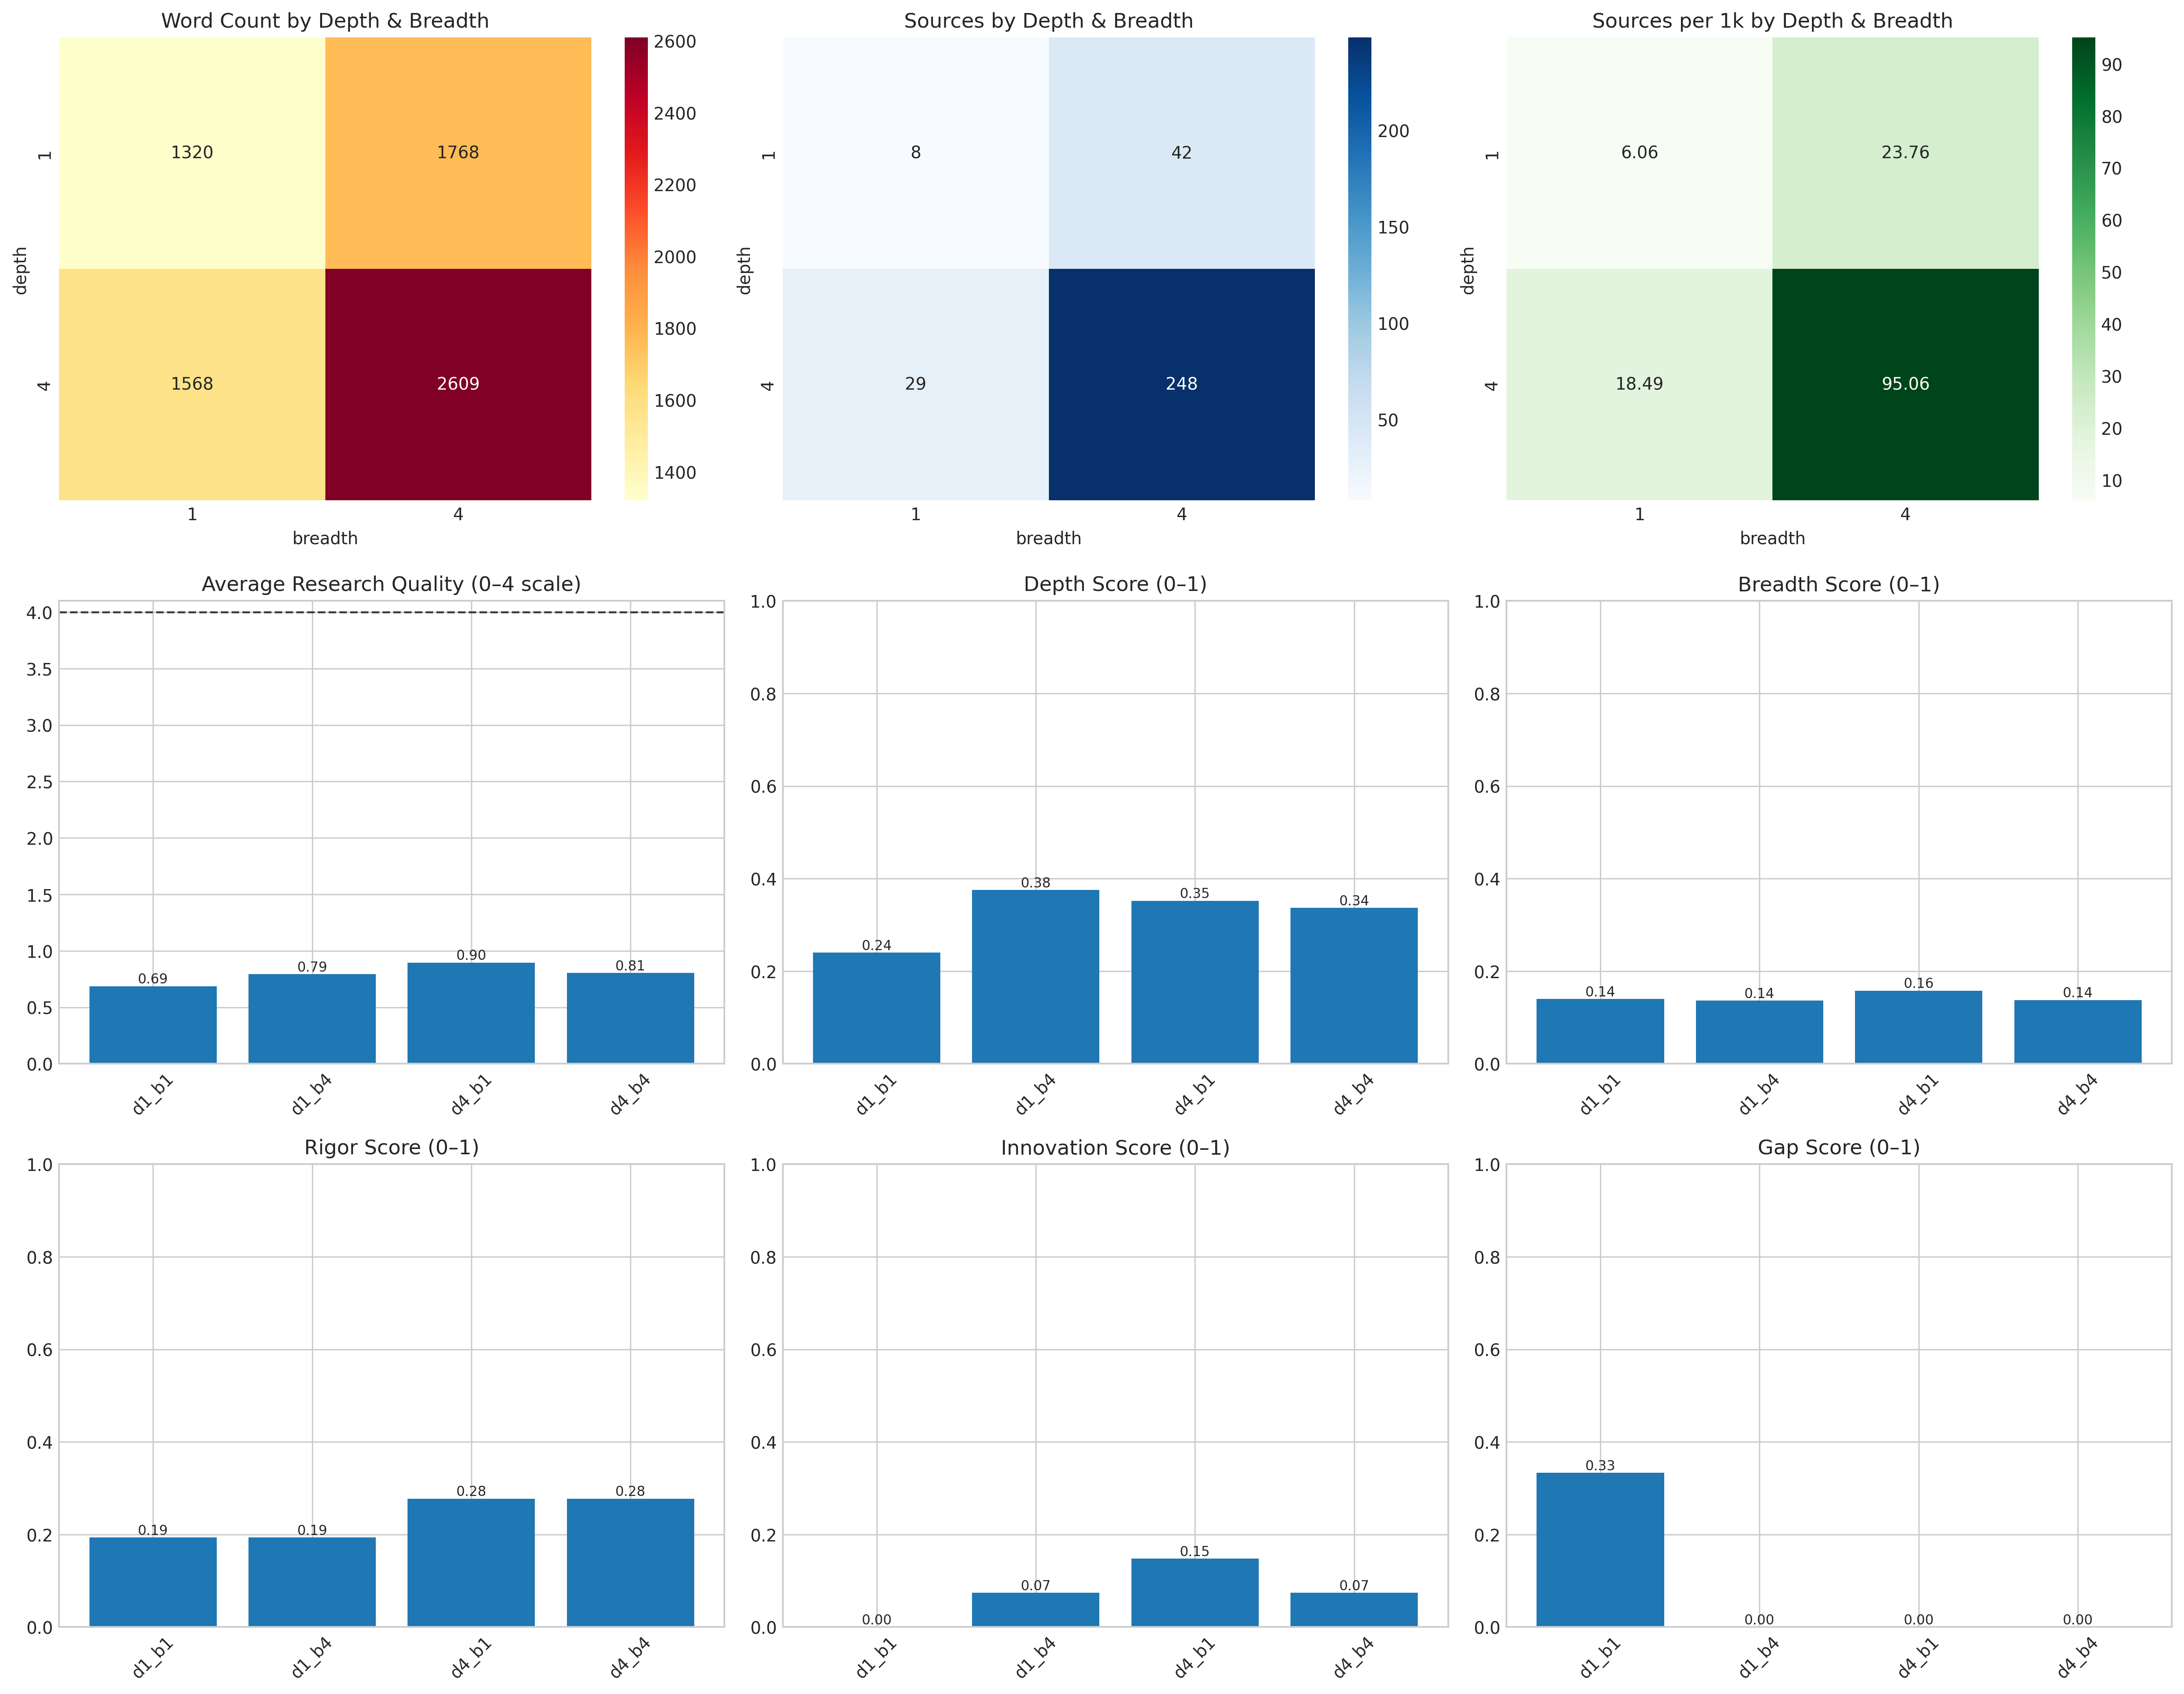 Word Count by Depth & Breadth
1320 1768
1568 2609
1
4
depth
1 4
breadth
2600
2400
2200
2000
1800
1600
1400
Sources by Depth & Breadth
8 42
29 248
1
4
depth
1 4
breadth
200
150
100
50
Sources per 1k by Depth & Breadth
6.06 23.76
18.49 95.06
1
4
depth
1 4
breadth
90
80
70
60
50
40
30
20
10
Average Research Quality (0–4 scale)
4.0
3.5
3.0
2.5
2.0
1.5
1.0
0.5
0.0
0.69 0.79 0.90 0.81
d1_b1 d1_b4 d4_b1 d4_b4
Depth Score (0–1)
1.0
0.8
0.6
0.4
0.2
0.0
0.24 0.38 0.35 0.34
d1_b1 d1_b4 d4_b1 d4_b4
Breadth Score (0–1)
1.0
0.8
0.6
0.4
0.2
0.0
0.14 0.14 0.16 0.14
d1_b1 d1_b4 d4_b1 d4_b4
Rigor Score (0–1)
1.0
0.8
0.6
0.4
0.2
0.0
0.19 0.19 0.28 0.28
d1_b1 d1_b4 d4_b1 d4_b4
Innovation Score (0–1)
1.0
0.8
0.6
0.4
0.2
0.0
0.00 0.07 0.15 0.07
d1_b1 d1_b4 d4_b1 d4_b4
Gap Score (0–1)
1.0
0.8
0.6
0.4
0.2
0.0
0.33 0.00 0.00 0.00
d1_b1 d1_b4 d4_b1 d4_b4